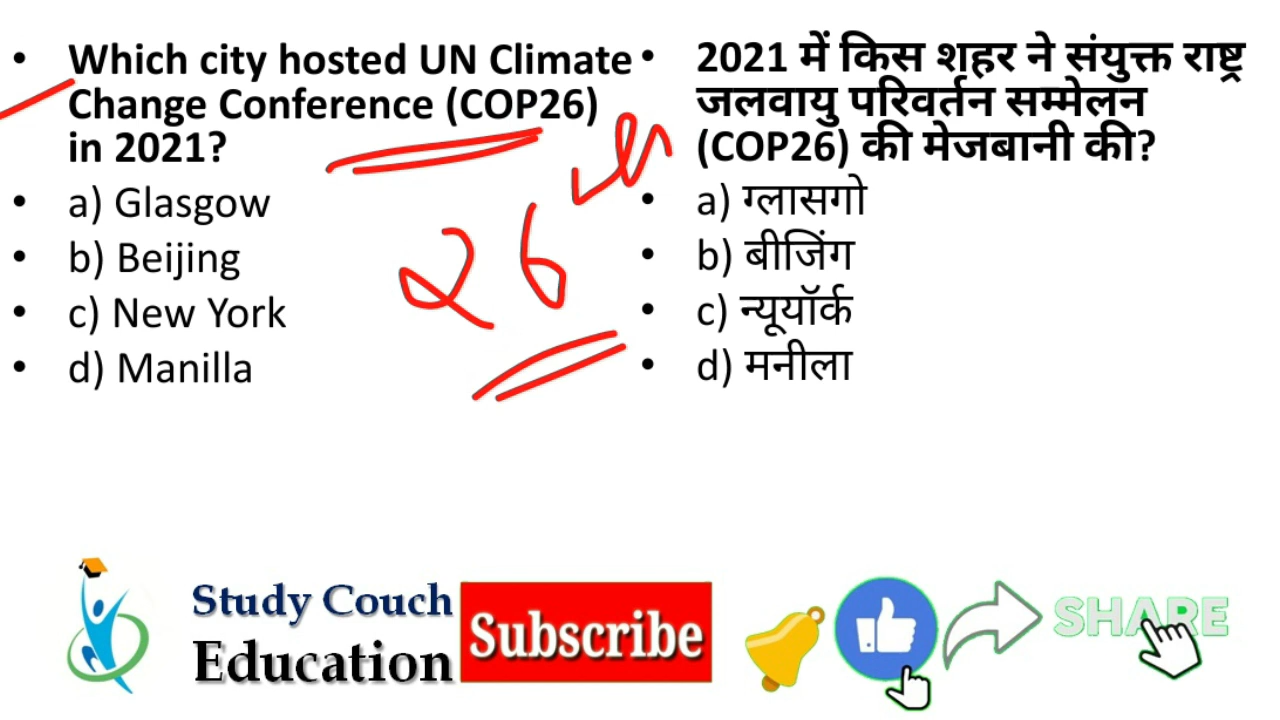 • Which city hosted UN Climate
Change Conference (COP26)
in 2021?
• a) Glasgow
• b) Beijing
• c) New York
• d) Manilla
• 2021 में किस शहर ने संयुक्त राष्ट्र
जलवायु परिवर्तन सम्मेलन
(COP26) की मेजबानी की?
• a) ग्लासगो
• b) बीजिंग
• c) न्यूयॉर्क
• d) मनीला
26
Study Couch
Education
Subscribe
SHARE